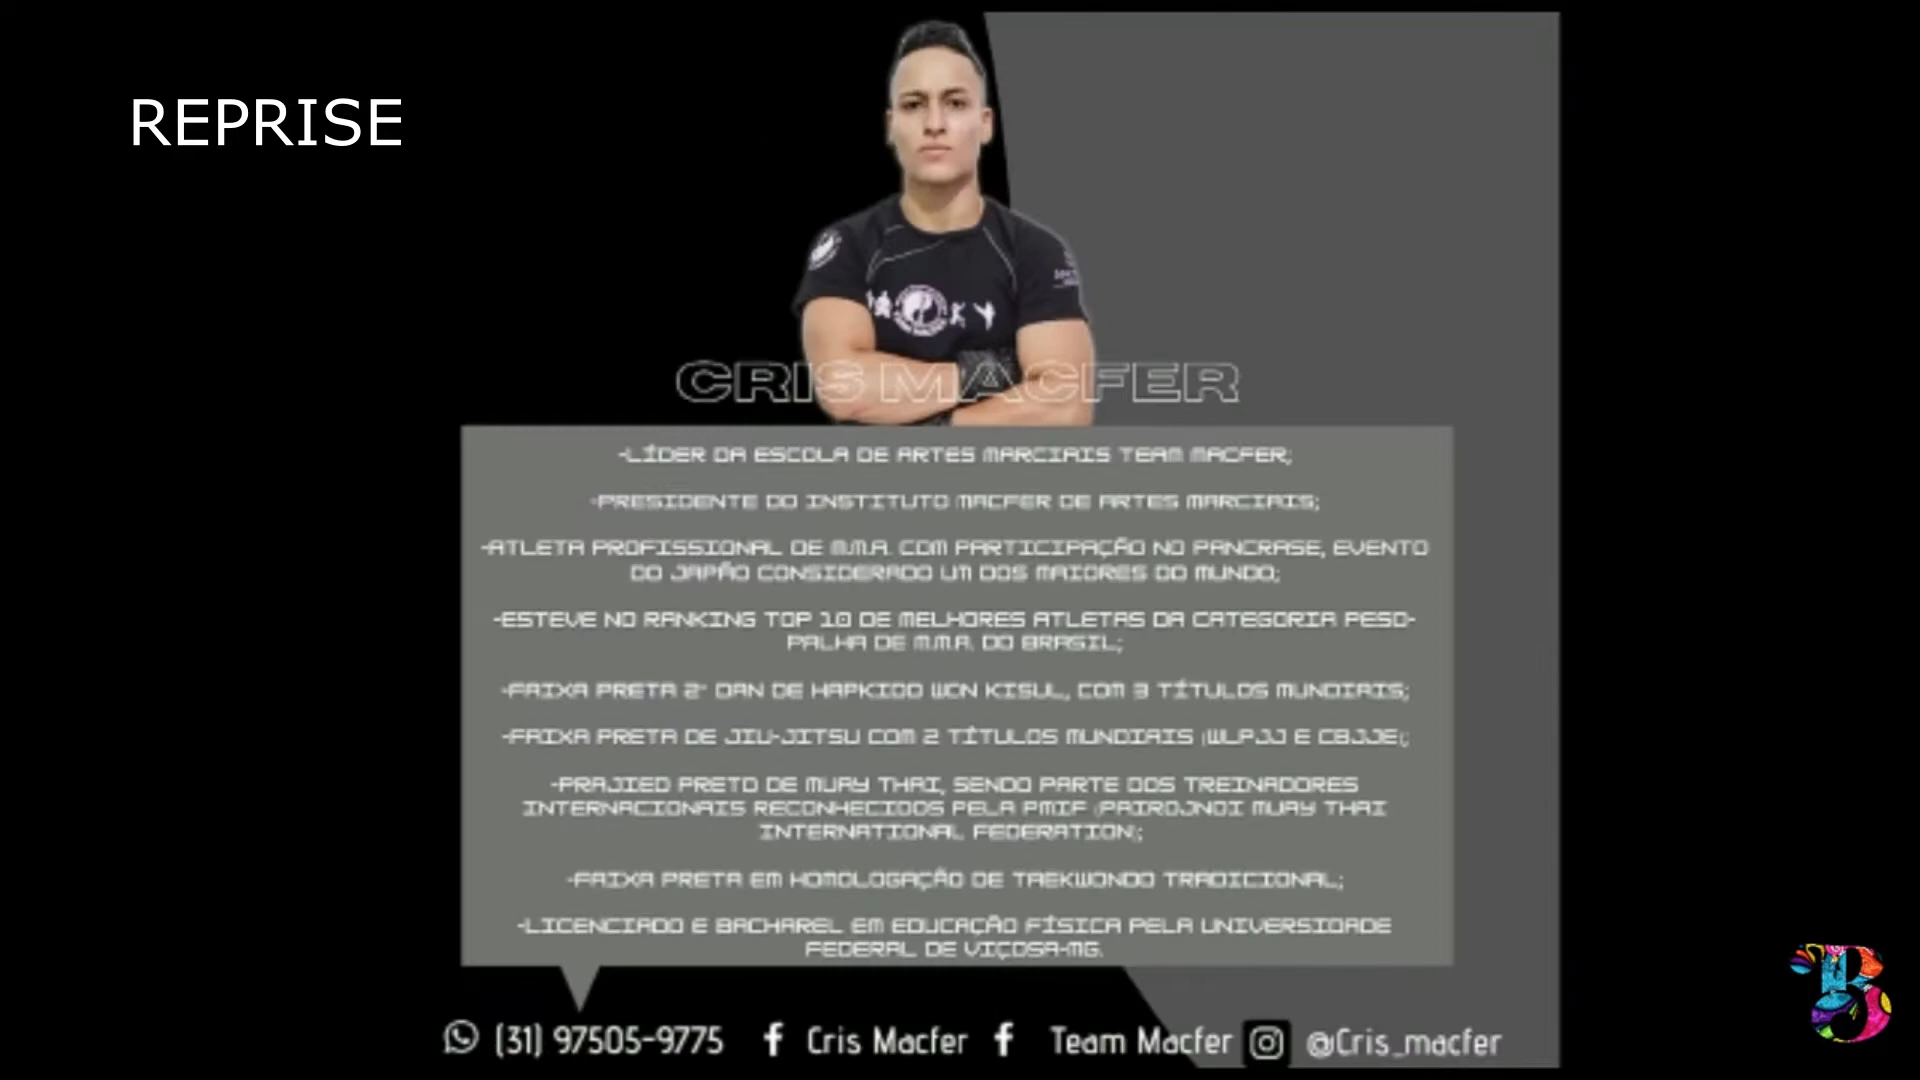 REPRISE
CRIS MACFER
-LÍDER DA ESCOLA DE ARTES MARCIAIS TEAM MACFER;
-PRESIDENTE DO INSTITUTO MACFER DE ARTES MARCIAIS;
-ATLETA PROFISSIONAL DE M.M.A. COM PARTICIPAÇÃO NO PANCRASE, EVENTO
DO JAPÃO CONSIDERADO UM DOS MAIORES DO MUNDO;
-ESTEVE NO RANKING TOP 10 DE MELHORES ATLETAS DA CATEGORIA PESO-
PALHA DE M.M.A. DO BRASIL;
-FAIXA PRETA 2° DAN DE HAPKIDO WON KISUL, COM 3 TÍTULOS MUNDIAIS;
-FAIXA PRETA DE JIU-JITSU COM 2 TÍTULOS MUNDIAIS (WLPJJ E CBJJE);
-PRAJIED PRETO DE MUAY THAI, SENDO PARTE DOS TREINADORES
INTERNACIONAIS RECONHECIDOS PELA PMIF (PAIROJNOI MUAY THAI
INTERNATIONAL FEDERATION);
-FAIXA PRETA EM HOMOLOGAÇÃO DE TAEKWONDO TRADICIONAL;
-LICENCIADO E BACHAREL EM EDUCAÇÃO FÍSICA PELA UNIVERSIDADE
FEDERAL DE VIÇOSA-MG.
(31) 97505-9775 f Cris Macfer f Team Macfer @Cris_macfer
B